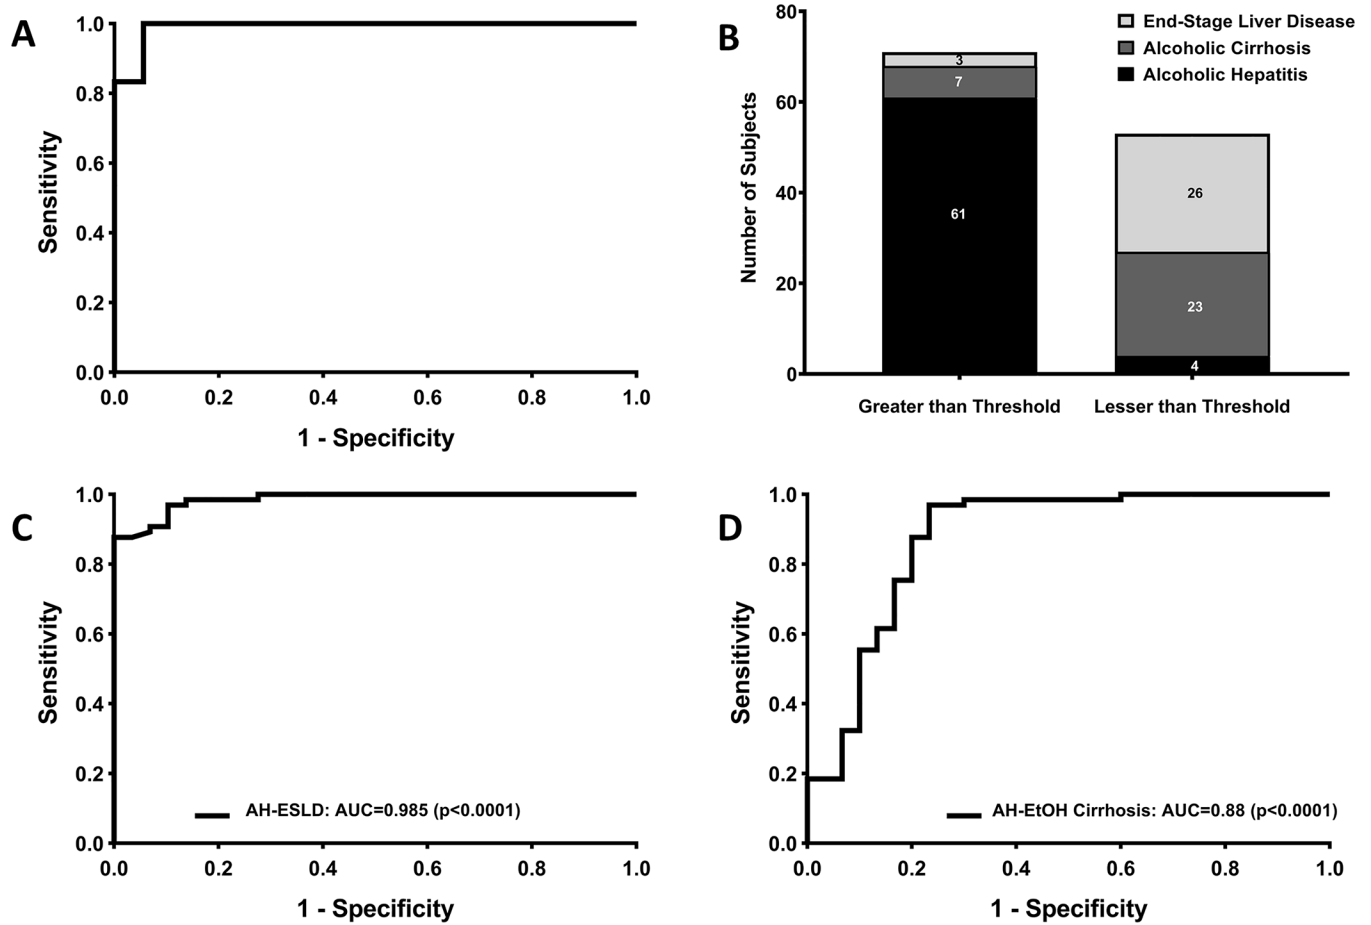 A
1.0
0.8
0.6
0.4
0.2
0.0
Sensitivity
0.0 0.2 0.4 0.6 0.8 1.0
1 - Specificity
B
End-Stage Liver Disease
Alcoholic Cirrhosis
Alcoholic Hepatitis
80
60
40
20
0
Number of Subjects
3
7
61
26
23
4
Greater than Threshold Lesser than Threshold
C
1.0
0.8
0.6
0.4
0.2
0.0
Sensitivity
AH-ESLD: AUC=0.985 (p<0.0001)
0.0 0.2 0.4 0.6 0.8 1.0
1 - Specificity
D
1.0
0.8
0.6
0.4
0.2
0.0
Sensitivity
AH-EtOH Cirrhosis: AUC=0.88 (p<0.0001)
0.0 0.2 0.4 0.6 0.8 1.0
1 - Specificity